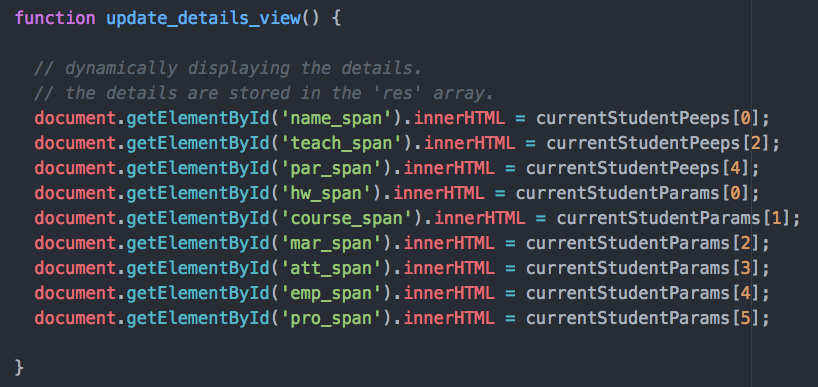 function update_details_view() {
// dynamically displaying the details.
// the details are stored in the 'res' array.
document.getElementById('name_span').innerHTML = currentStudentPeeps[0];
document.getElementById('teach_span').innerHTML = currentStudentPeeps[2];
document.getElementById('par_span').innerHTML = currentStudentPeeps[4];
document.getElementById('hw_span').innerHTML = currentStudentParams[0];
document.getElementById('course_span').innerHTML = currentStudentParams[1];
document.getElementById('mar_span').innerHTML = currentStudentParams[2];
document.getElementById('att_span').innerHTML = currentStudentParams[3];
document.getElementById('emp_span').innerHTML = currentStudentParams[4];
document.getElementById('pro_span').innerHTML = currentStudentParams[5];
}